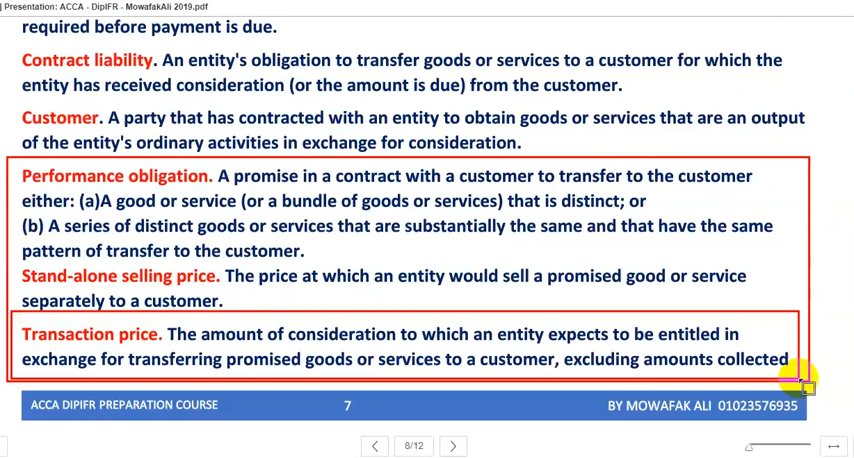 Presentation: ACCA - DipIFR - MowafakAli 2019.pdf
required before payment is due.
Contract liability. An entity's obligation to transfer goods or services to a customer for which the
entity has received consideration (or the amount is due) from the customer.
Customer. A party that has contracted with an entity to obtain goods or services that are an output
of the entity's ordinary activities in exchange for consideration.
Performance obligation. A promise in a contract with a customer to transfer to the customer
either: (a)A good or service (or a bundle of goods or services) that is distinct; or
(b) A series of distinct goods or services that are substantially the same and that have the same
pattern of transfer to the customer.
Stand-alone selling price. The price at which an entity would sell a promised good or service
separately to a customer.
Transaction price. The amount of consideration to which an entity expects to be entitled in
exchange for transferring promised goods or services to a customer, excluding amounts collected
ACCA DIPIFR PREPARATION COURSE 7 BY MOWAFAK ALI 01023576935
8/12